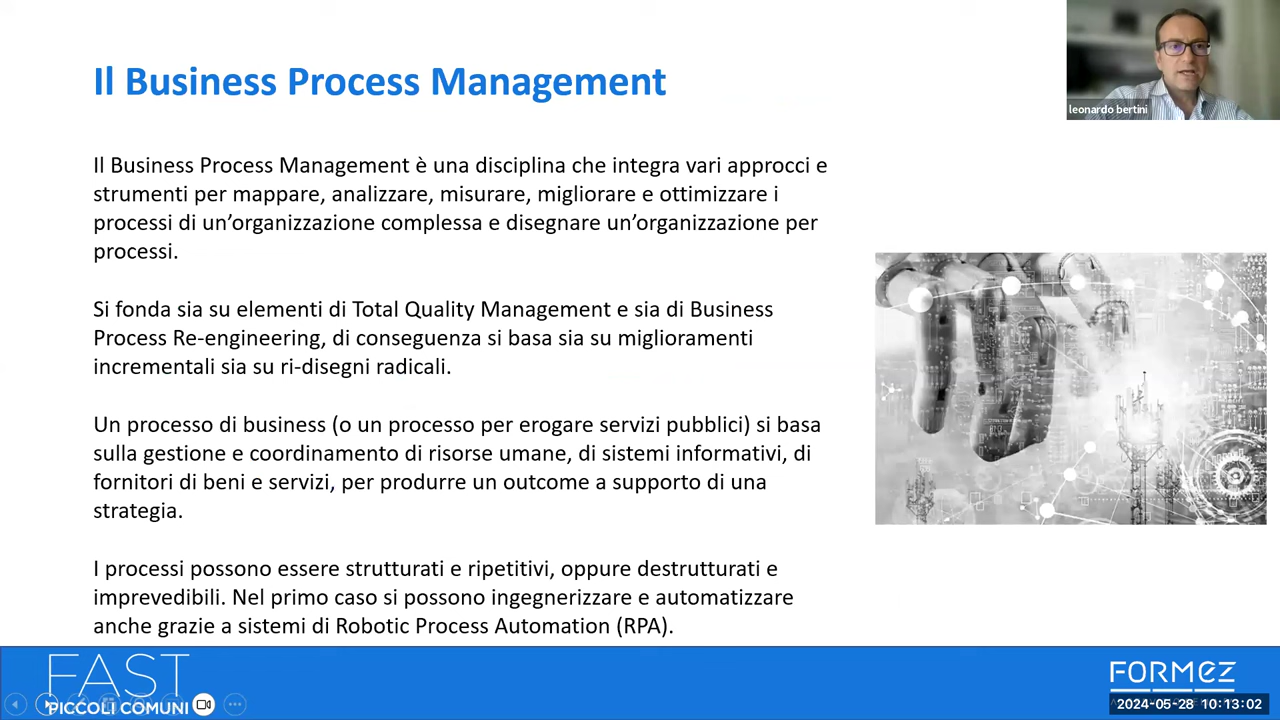 Il Business Process Management
leonardo bertini
Il Business Process Management è una disciplina che integra vari approcci e
strumenti per mappare, analizzare, misurare, migliorare e ottimizzare i
processi di un’organizzazione complessa e disegnare un’organizzazione per
processi.
Si fonda sia su elementi di Total Quality Management e sia di Business
Process Re-engineering, di conseguenza si basa sia su miglioramenti
incrementali sia su ri-disegni radicali.
Un processo di business (o un processo per erogare servizi pubblici) si basa
sulla gestione e coordinamento di risorse umane, di sistemi informativi, di
fornitori di beni e servizi, per produrre un outcome a supporto di una
strategia.
I processi possono essere strutturati e ripetitivi, oppure destrutturati e
imprevedibili. Nel primo caso si possono ingegnerizzare e automatizzare
anche grazie a sistemi di Robotic Process Automation (RPA).
FAST
PICCOLI COMUNI
FORMEZ
2024-05-28 10:13:02